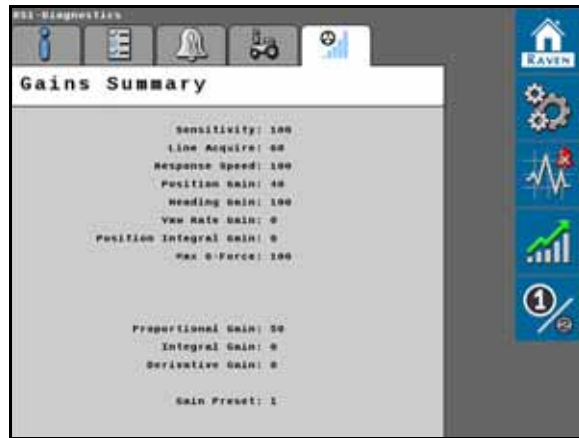 RS1-Diagnostics
Gains Summary
Sensitivity: 100
Line Acquire: 60
Response Speed: 100
Position Gain: 40
Heading Gain: 100
Yaw Rate Gain: 0
Position Integral Gain: 0
Max G-Force: 100
Proportional Gain: 50
Integral Gain: 0
Derivative Gain: 0
Gain Preset: 1
RAVEN
1/2